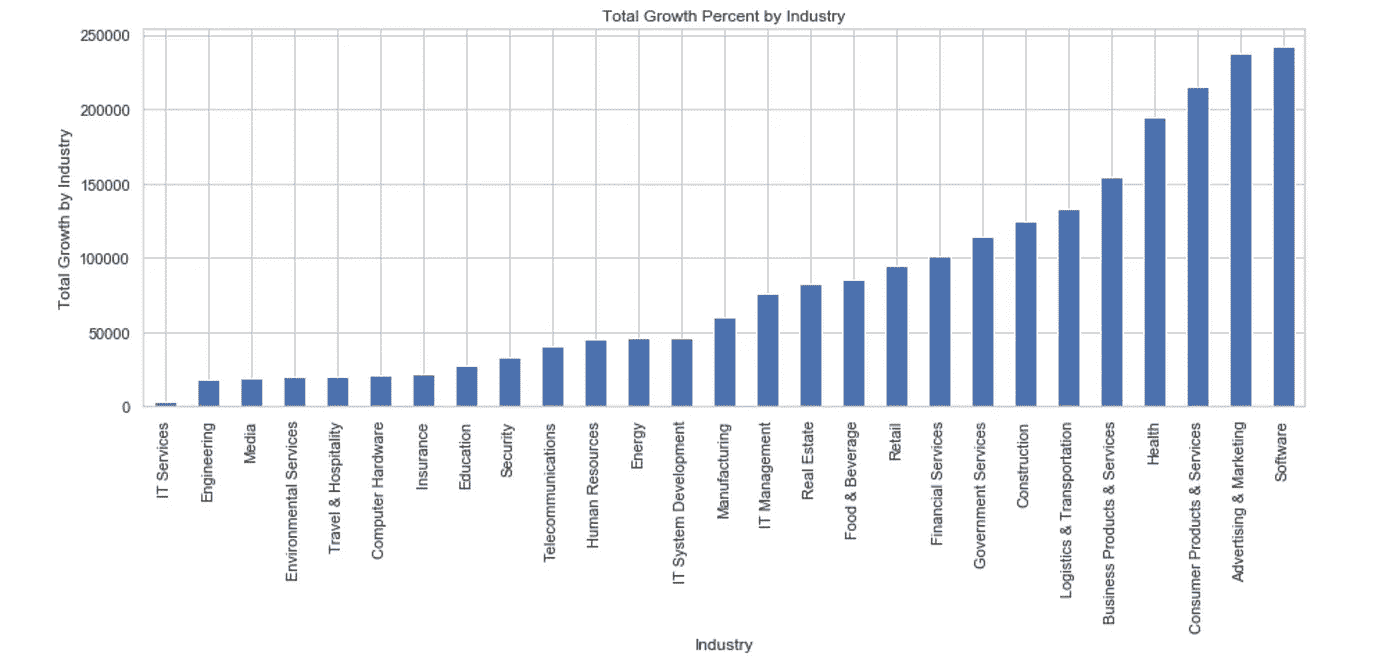 Total Growth Percent by Industry
Total Growth by Industry
250000
200000
150000
100000
50000
0
IT Services
Engineering
Media
Environmental Services
Travel & Hospitality
Computer Hardware
Insurance
Education
Security
Telecommunications
Human Resources
Energy
IT System Development
Manufacturing
IT Management
Real Estate
Food & Beverage
Retail
Financial Services
Government Services
Construction
Logistics & Transportation
Business Products & Services
Health
Consumer Products & Services
Advertising & Marketing
Software
Industry